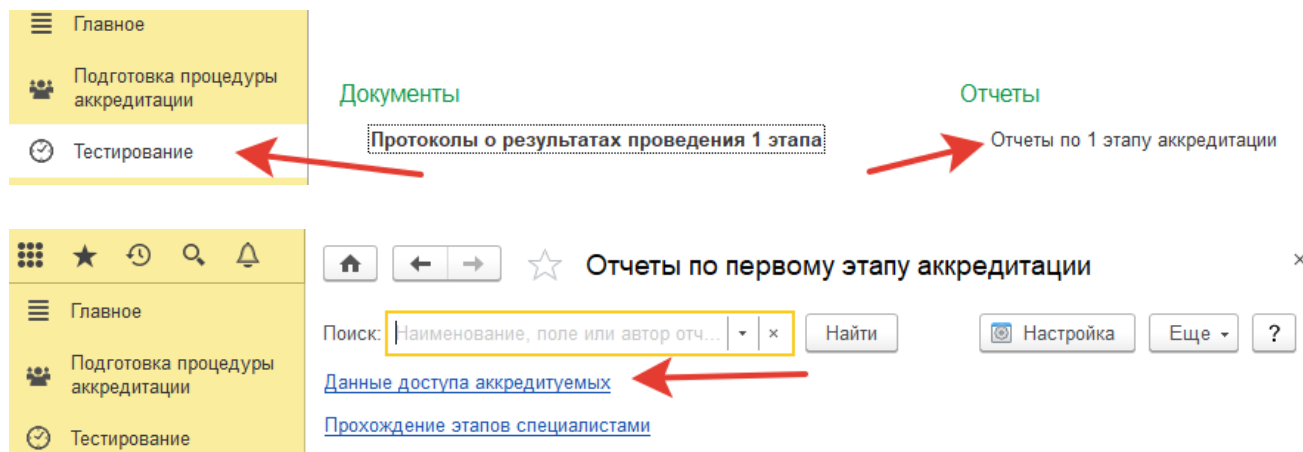 Главное
Подготовка процедуры
аккредитации
Тестирование
Документы
Протоколы о результатах проведения 1 этапа
Отчеты
Отчеты по 1 этапу аккредитации
Отчеты по первому этапу аккредитации
Главное
Подготовка процедуры
аккредитации
Тестирование
Поиск: Наименование, поле или автор отч... Найти Настройка Еще ?
Данные доступа аккредитуемых
Прохождение этапов специалистами